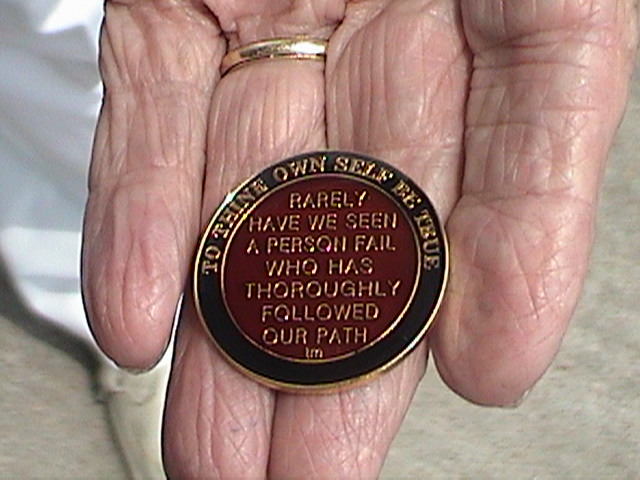 TO THINE OWN SELF BE TRUE
RARELY
HAVE WE SEEN
A PERSON FAIL
WHO HAS
THOROUGHLY
FOLLOWED
OUR PATH
tm